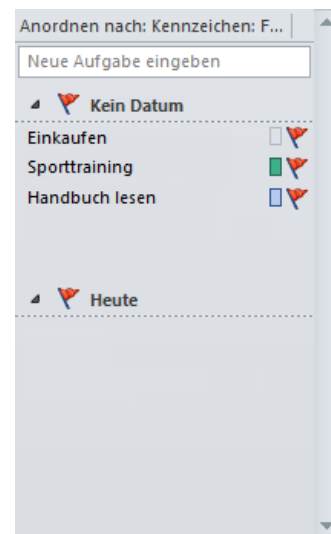 Anordnen nach: Kennzeichen: F...
Neue Aufgabe eingeben
Kein Datum
Einkaufen
Sporttraining
Handbuch lesen
Heute